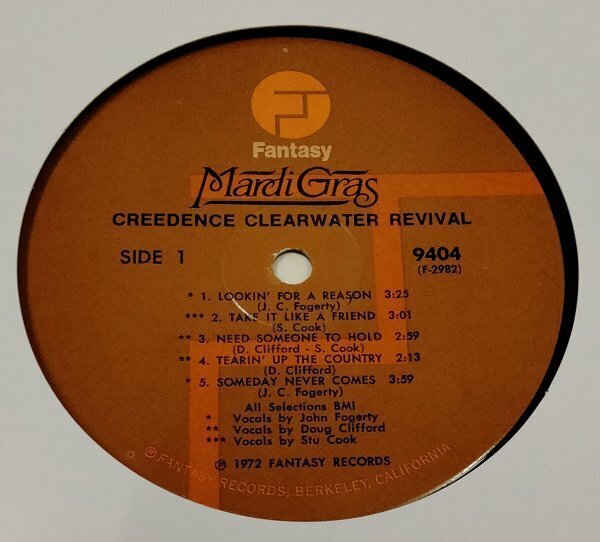 Fantasy
Mardi Gras
CREEDENCE CLEARWATER REVIVAL
SIDE 1
9404
(F-2982)
* 1. LOOKIN' FOR A REASON 3:25
(J. C. Fogerty)
*** 2. TAKE IT LIKE A FRIEND 3:01
(S. Cook)
** 3. NEED SOMEONE TO HOLD 2:59
(D. Clifford - S. Cook)
** 4. TEARIN' UP THE COUNTRY 2:13
(D. Clifford)
* 5. SOMEDAY NEVER COMES 3:59
(J. C. Fogerty)
All Selections BMI
* Vocals by John Fogerty
** Vocals by Doug Clifford
*** Vocals by Stu Cook
℗ 1972 FANTASY RECORDS
® FANTASY RECORDS, BERKELEY, CALIFORNIA